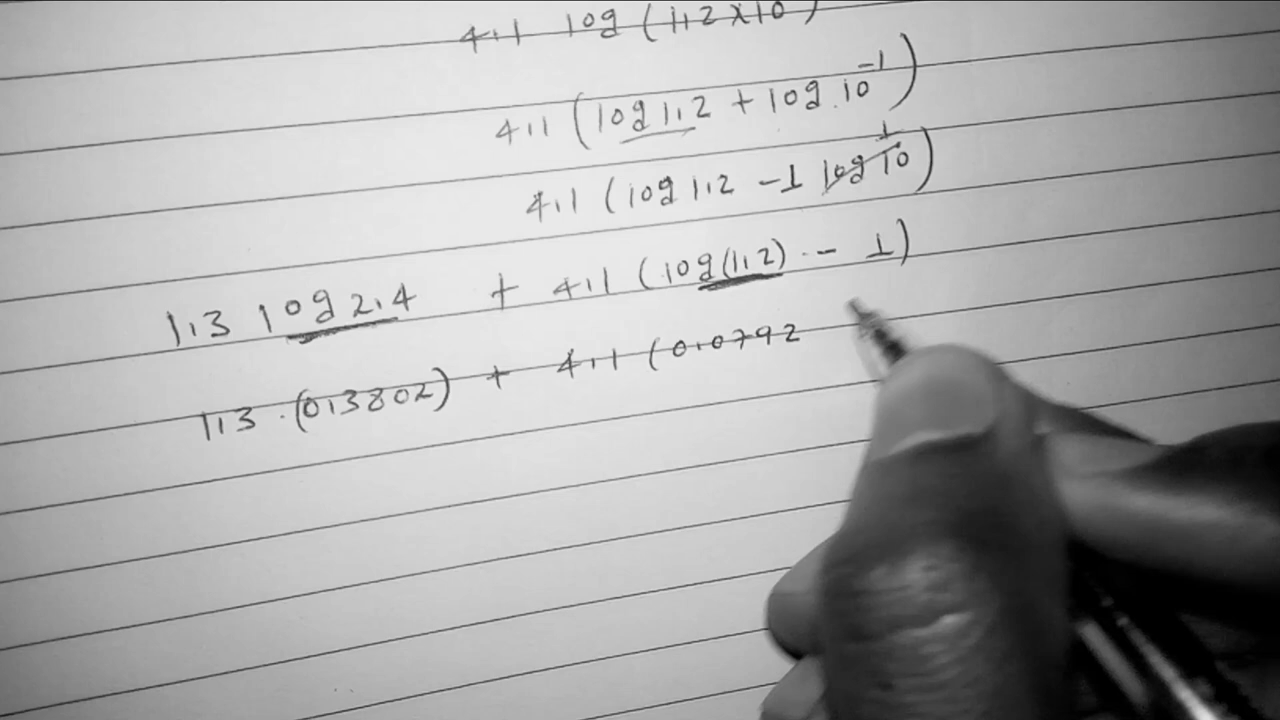 4.1 log (1.2 x 10)
4.1 (log 1.2 + log 10⁻¹)
4.1 (log 1.2 -1 log 10) 1
1.3 log 2.4 + 4.1 (log(1.2) - 1)
1.3 . (0.3802) + 4.1 (0.0792